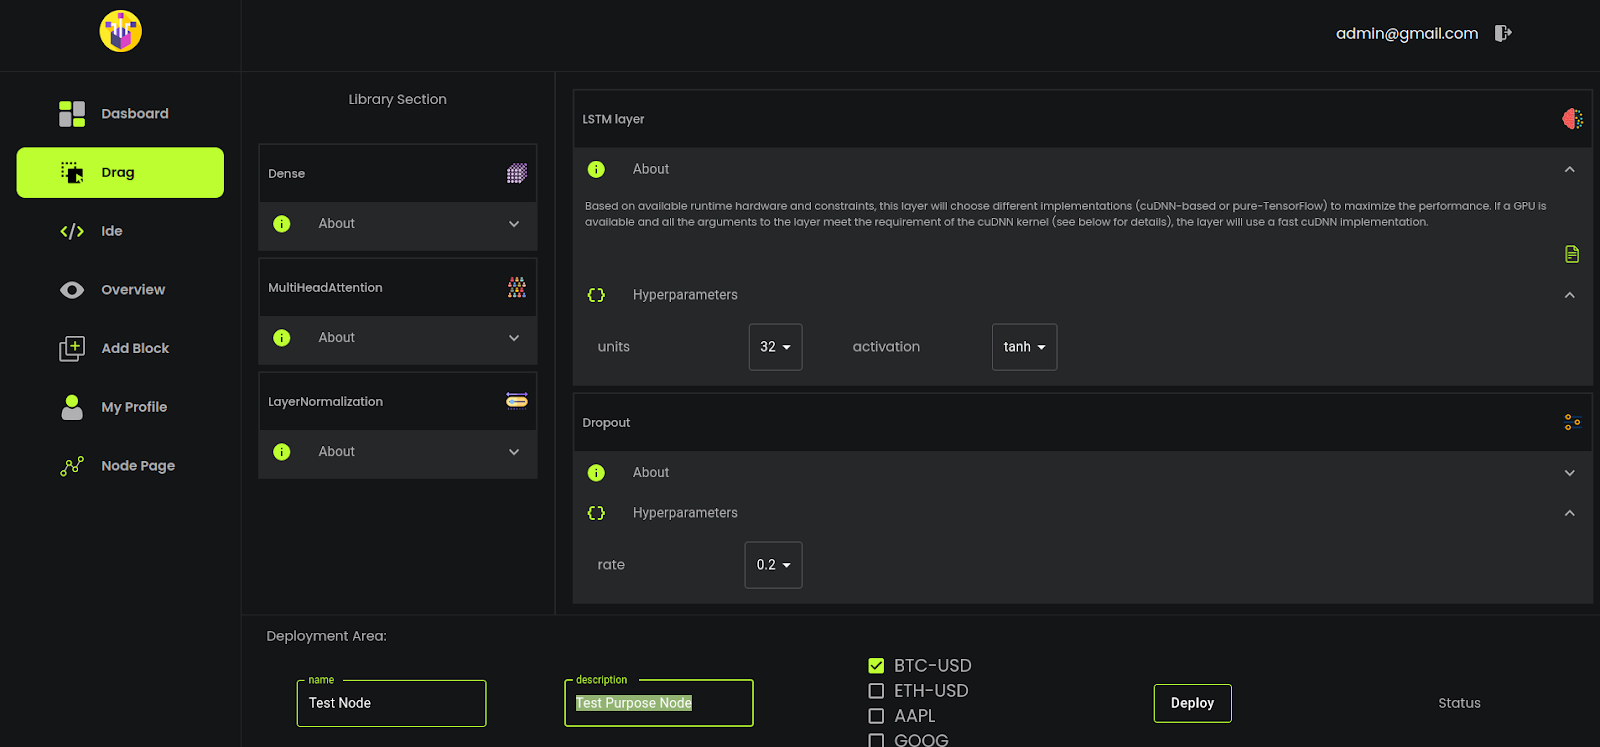 admin@gmail.com
Dasboard
Drag
Ide
Overview
Add Block
My Profile
Node Page
Library Section
Dense
About
MultiHeadAttention
About
LayerNormalization
About
LSTM layer
About
Based on available runtime hardware and constraints, this layer will choose different implementations (cuDNN-based or pure-TensorFlow) to maximize the performance. If a GPU is
available and all the arguments to the layer meet the requirement of the cuDNN kernel (see below for details), the layer will use a fast cuDNN implementation.
Hyperparameters
units 32 activation tanh
Dropout
About
Hyperparameters
rate 0.2
Deployment Area:
name
Test Node
description
Test Purpose Node
BTC-USD
ETH-USD
AAPL
GOOG
Deploy
Status